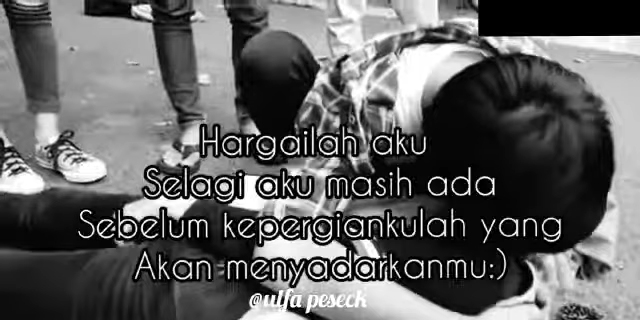 Hargailah aku
Selagi aku masih ada
Sebelum kepergiankulah yang
Akan menyadarkanmu:)
@ulfa peseck